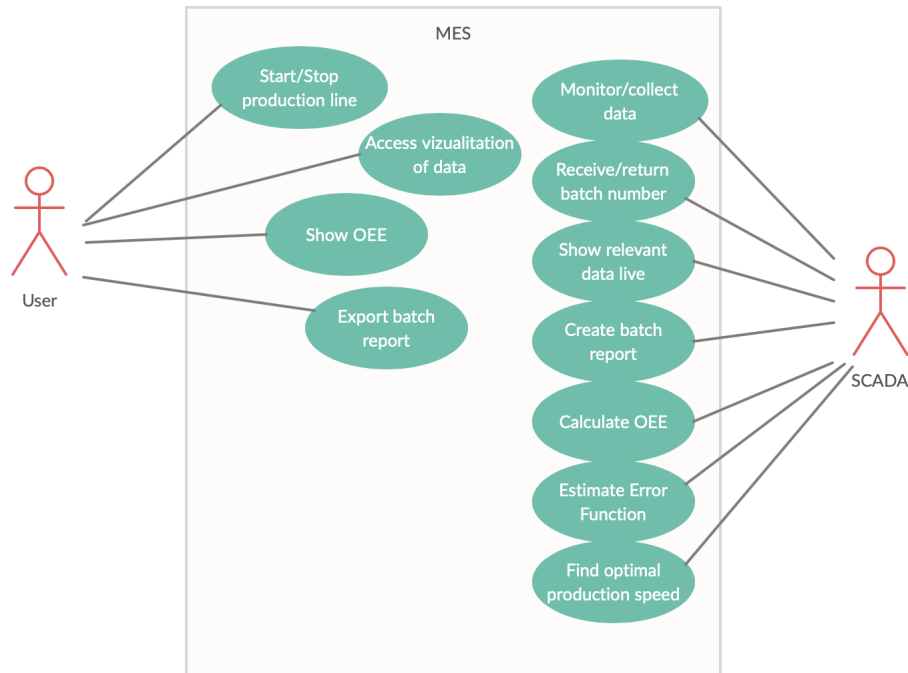 MES
Start/Stop
production line
Access vizualitation
of data
Show OEE
Export batch
report
User
Monitor/collect
data
Receive/return
batch number
Show relevant
data live
Create batch
report
Calculate OEE
Estimate Error
Function
Find optimal
production speed
SCADA